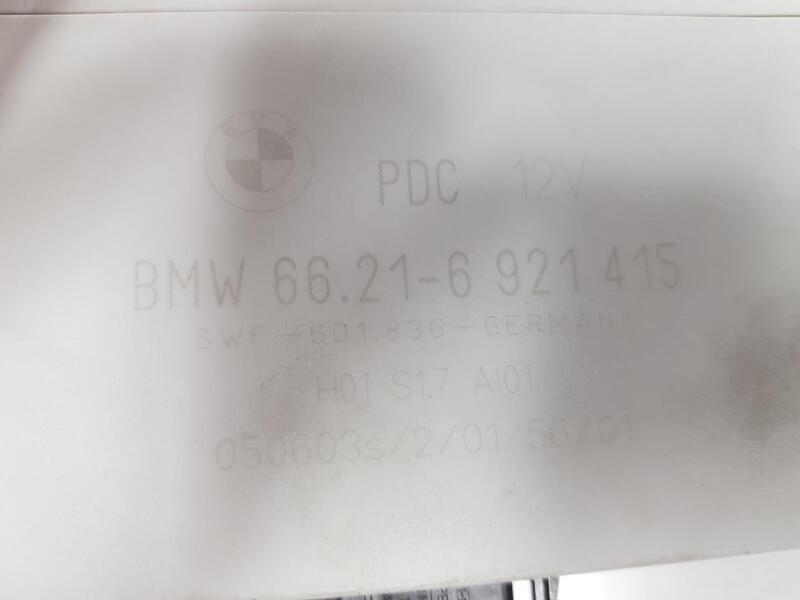 BMW
PDC 12V
BMW 66.21-6 921 415
SWF-601.836-GERMANY
H01 S1.7 AI01
050603s/2/01/56/01